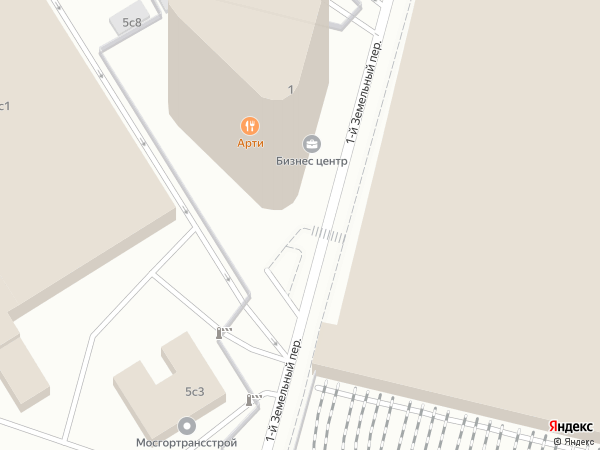 5с8
с1
1
1-й Земельный пер.
Арти
Бизнес центр
1-й Земельный пер.
5с3
Мосгортрансстрой
Яндекс
© Яндекс